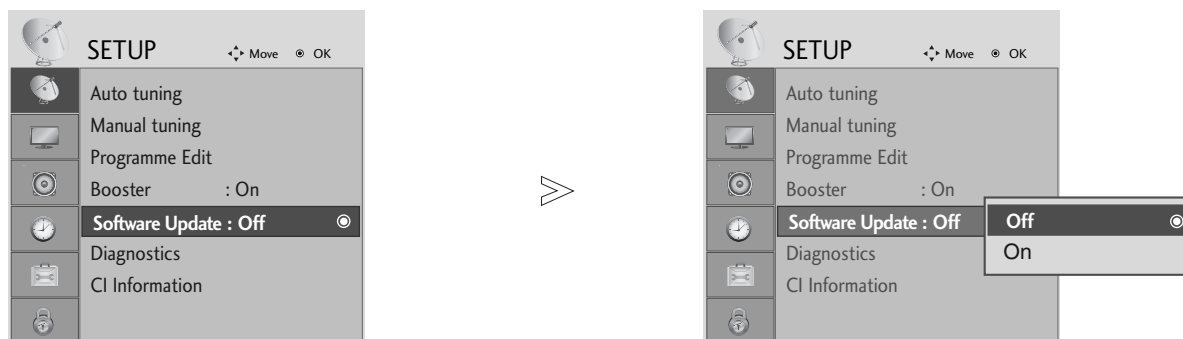 SETUP Move OK
Auto tuning
Manual tuning
Programme Edit
Booster : On
Software Update : Off
Diagnostics
CI Information
SETUP Move OK
Auto tuning
Manual tuning
Programme Edit
Booster : On
Software Update : Off
Diagnostics
CI Information
Off
On